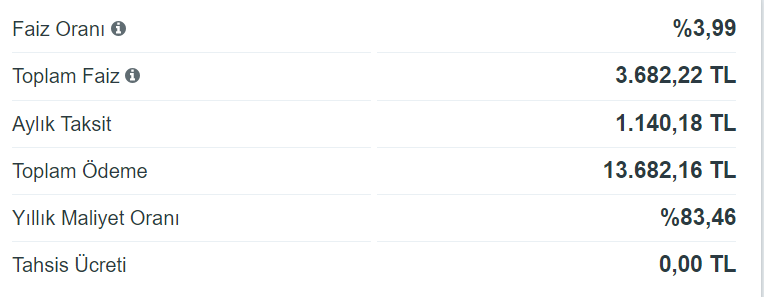 Faiz Oranı %3,99
Toplam Faiz 3.682,22 TL
Aylık Taksit 1.140,18 TL
Toplam Ödeme 13.682,16 TL
Yıllık Maliyet Oranı %83,46
Tahsis Ücreti 0,00 TL